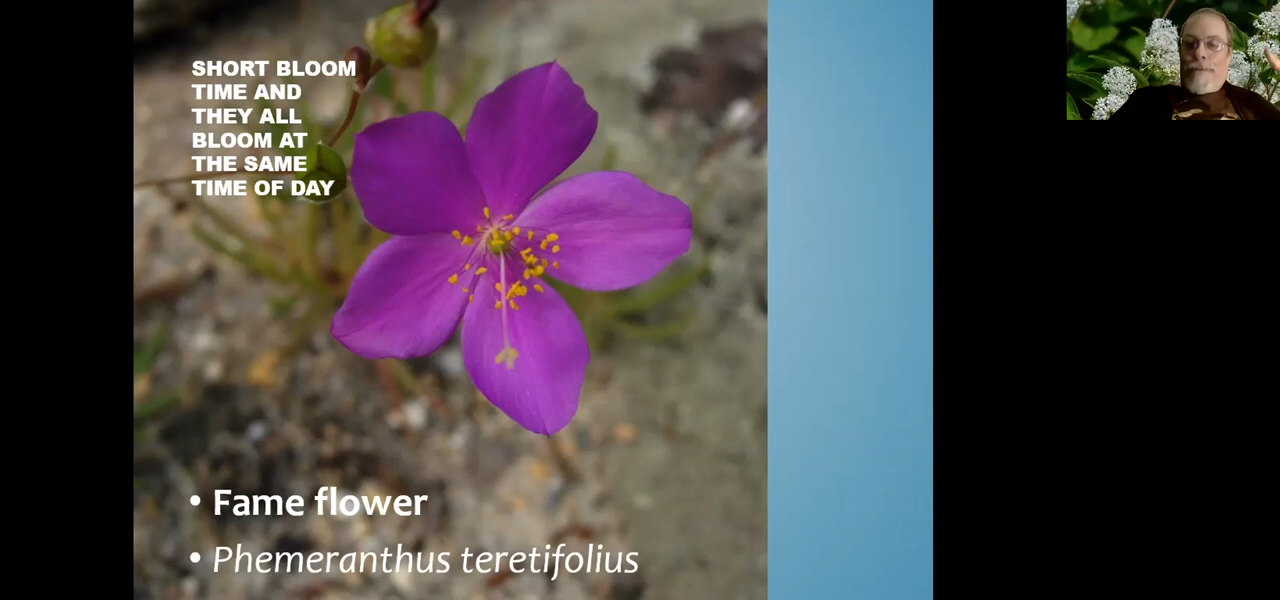 SHORT BLOOM
TIME AND
THEY ALL
BLOOM AT
THE SAME
TIME OF DAY
• Fame flower
• Phemeranthus teretifolius